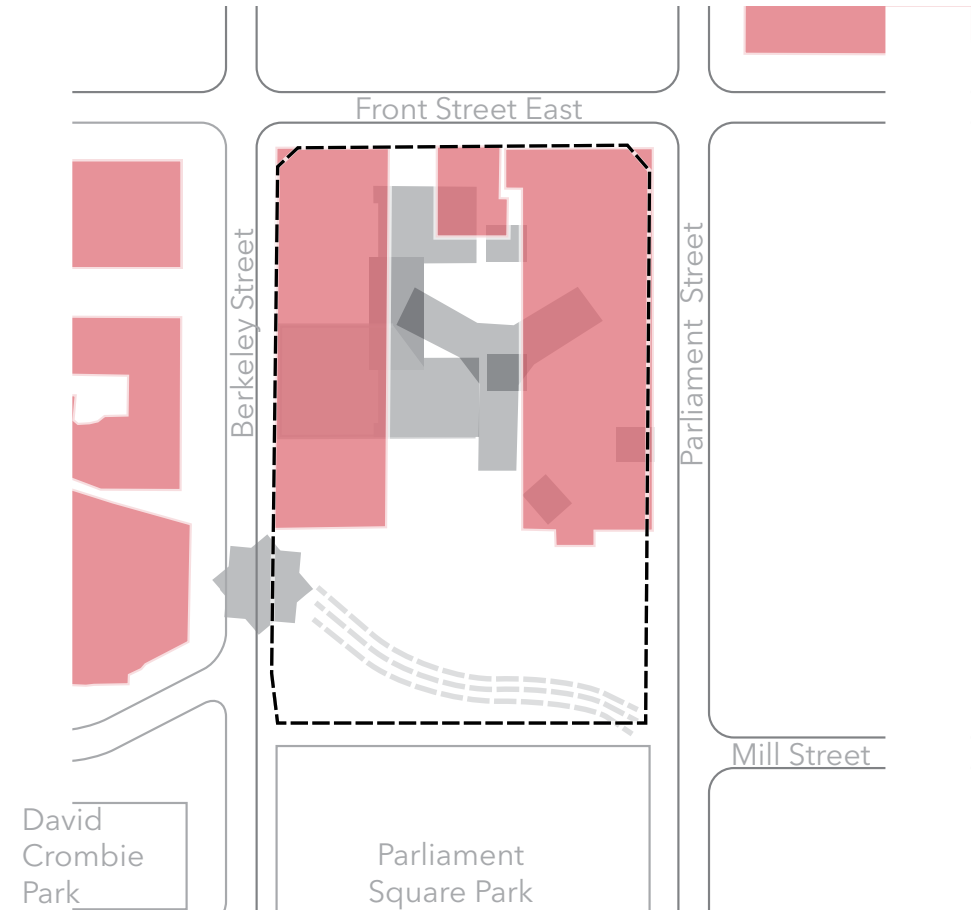 Front Street East
Berkeley Street
Parliament Street
Mill Street
David
Crombie
Park
Parliament
Square Park